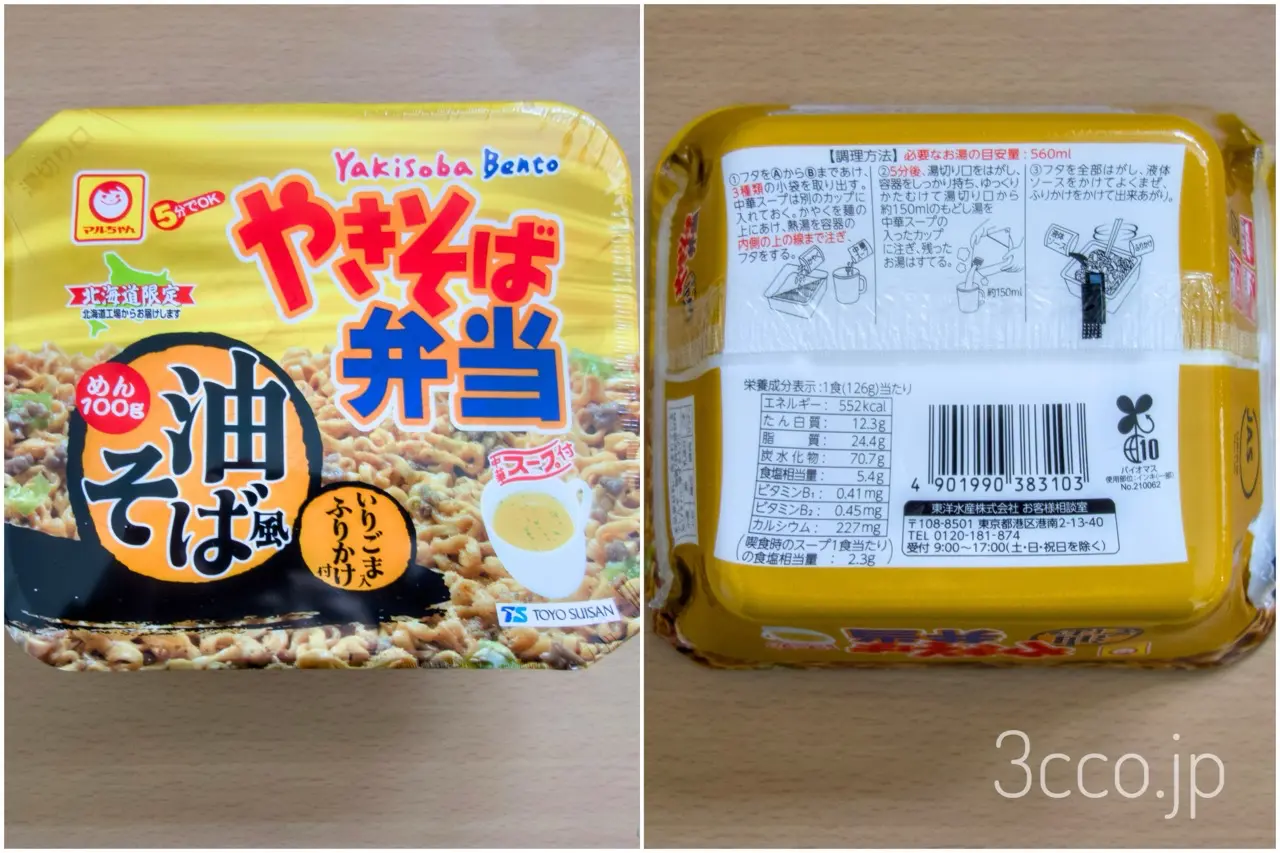 Yakisoba Bento
やきそば
弁当
マルちゃん
5分でOK
北海道限定
北海道工場からお届けします
めん
100g
油そば風
いりごま入
ふりかけ付
中華スープ付
TS TOYO SUISAN
【調理方法】必要なお湯の目安量:560ml
①フタをⒶからⒷまであけ、
3種類の小袋を取り出す。
中華スープは別のカップに
入れておく。かやくを麺の
上にあけ、熱湯を容器の
内側の上の線まで注ぎ、
フタをする。
②5分後、湯切り口をはがし、
容器をしっかり持ち、ゆっくり
かたむけて湯切り口から
約150mlのもどし湯を
中華スープの
入ったカップ
に注ぎ、残った
お湯はすてる。
約150ml
③フタを全部はがし、液体
ソースをかけてよくまぜ、
ふりかけをかけて出来あがり。
栄養成分表示:1食(126g)当たり
エネルギー: 552kcal
たん白質: 12.3g
脂質: 24.4g
炭水化物: 70.7g
食塩相当量: 5.4g
ビタミンB₁: 0.41mg
ビタミンB₂: 0.45mg
カルシウム: 227mg
(喫食時のスープ1食当たり)
の食塩相当量 : 2.3g
4 901990 383103
10
バイオマス
使用部位:インキ(一部)
No.210062
東洋水産株式会社 お客様相談室
〒108-8501 東京都港区港南2-13-40
TEL 0120-181-874
受付 9:00〜17:00(土・日・祝日を除く)
JAS
3cco.jp